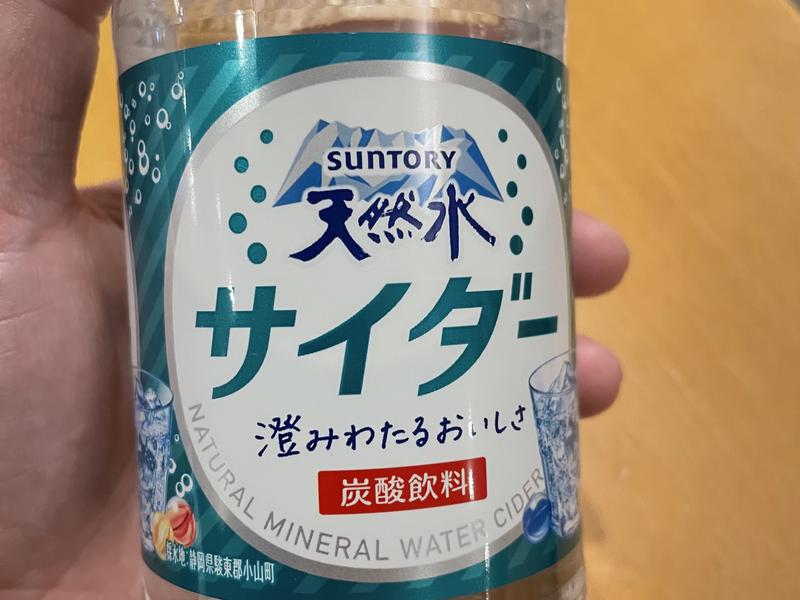 SUNTORY
天然水
サイダー
澄みわたるおいしさ
炭酸飲料
NATURAL MINERAL WATER CIDER
採水地:静岡県駿東郡小山町